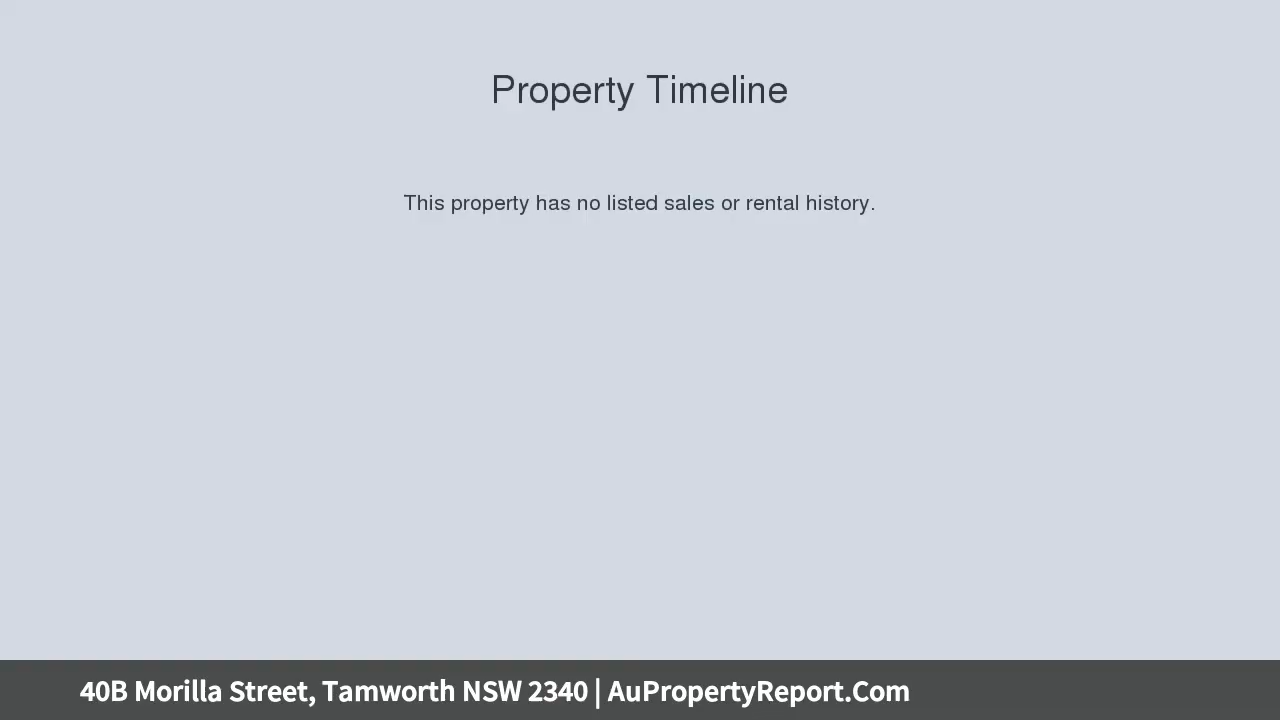 Property Timeline
This property has no listed sales or rental history.
40B Morilla Street, Tamworth NSW 2340 | AuPropertyReport.Com